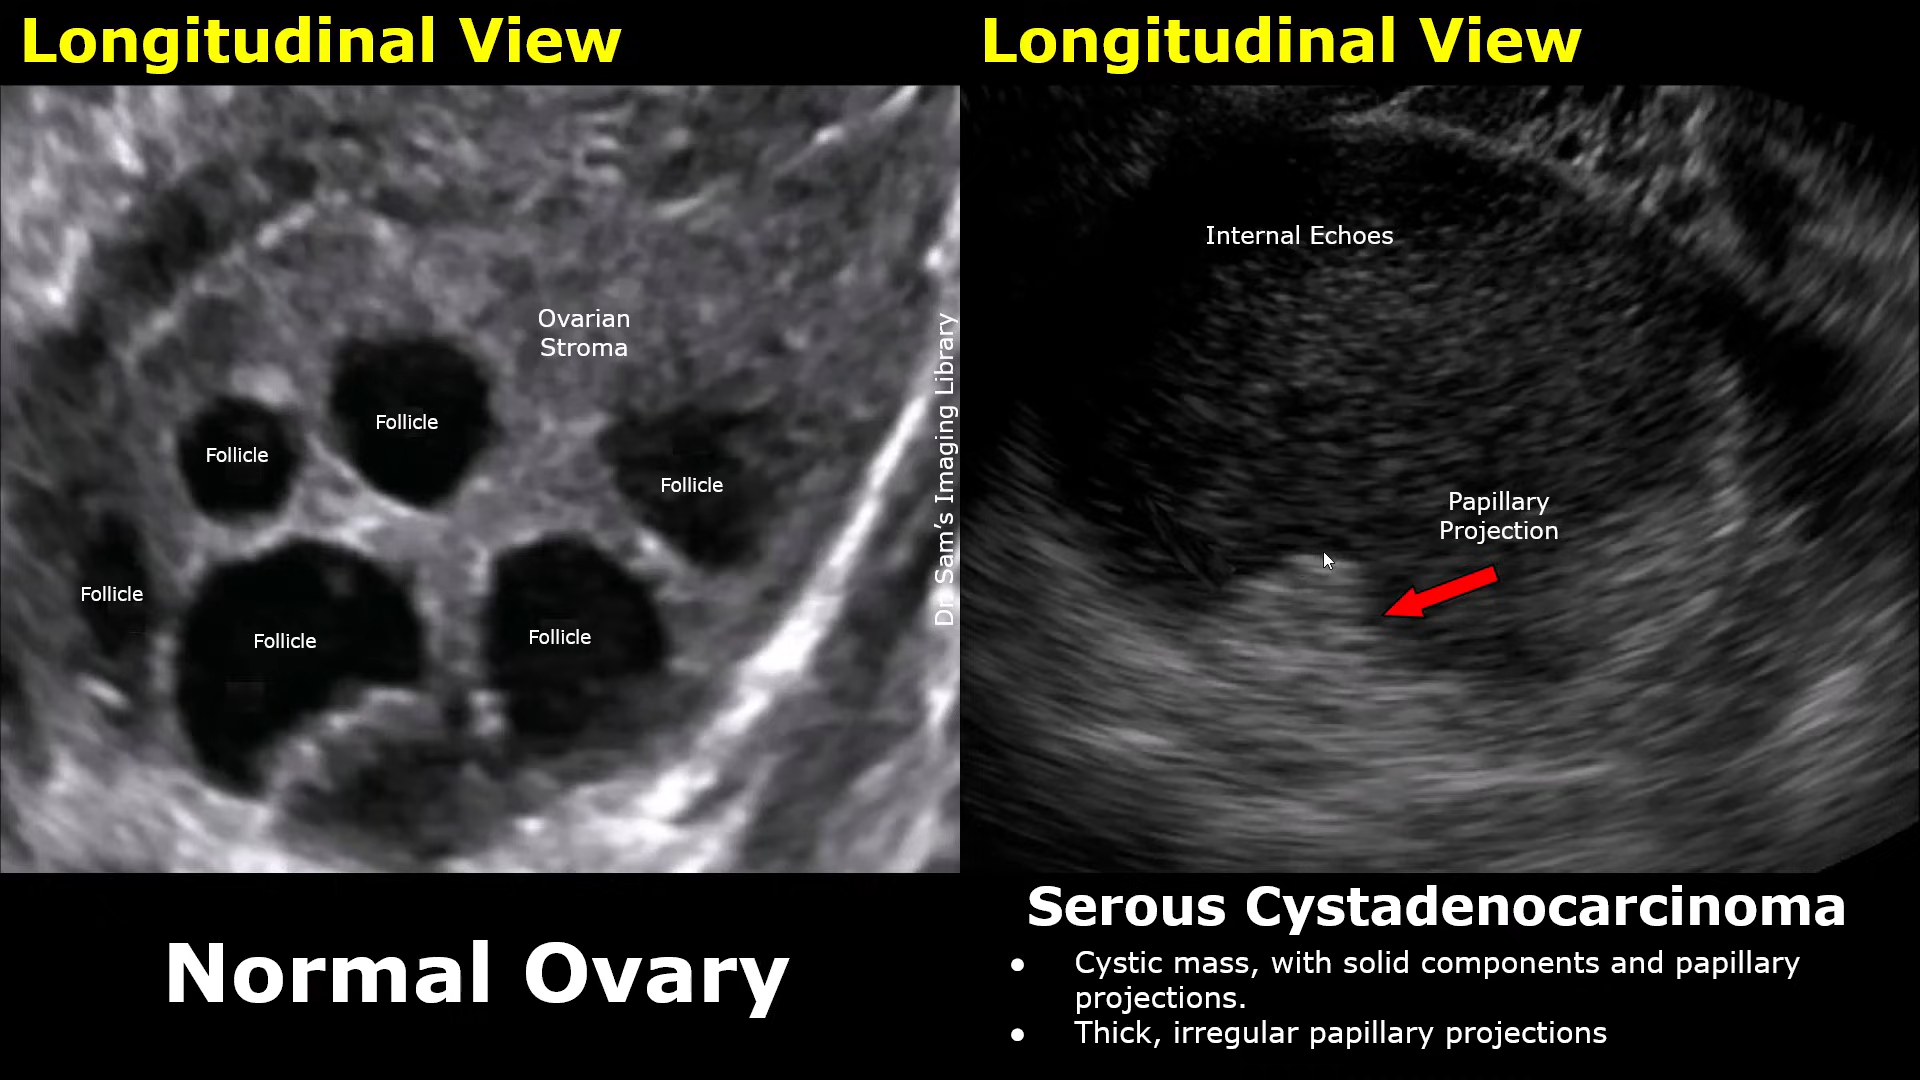 Longitudinal View
Ovarian
Stroma
Follicle
Follicle
Follicle
Follicle
Follicle
Follicle
Dr. Sam's Imaging Library
Normal Ovary
Longitudinal View
Internal Echoes
Papillary
Projection
Serous Cystadenocarcinoma
• Cystic mass, with solid components and papillary
projections.
• Thick, irregular papillary projections